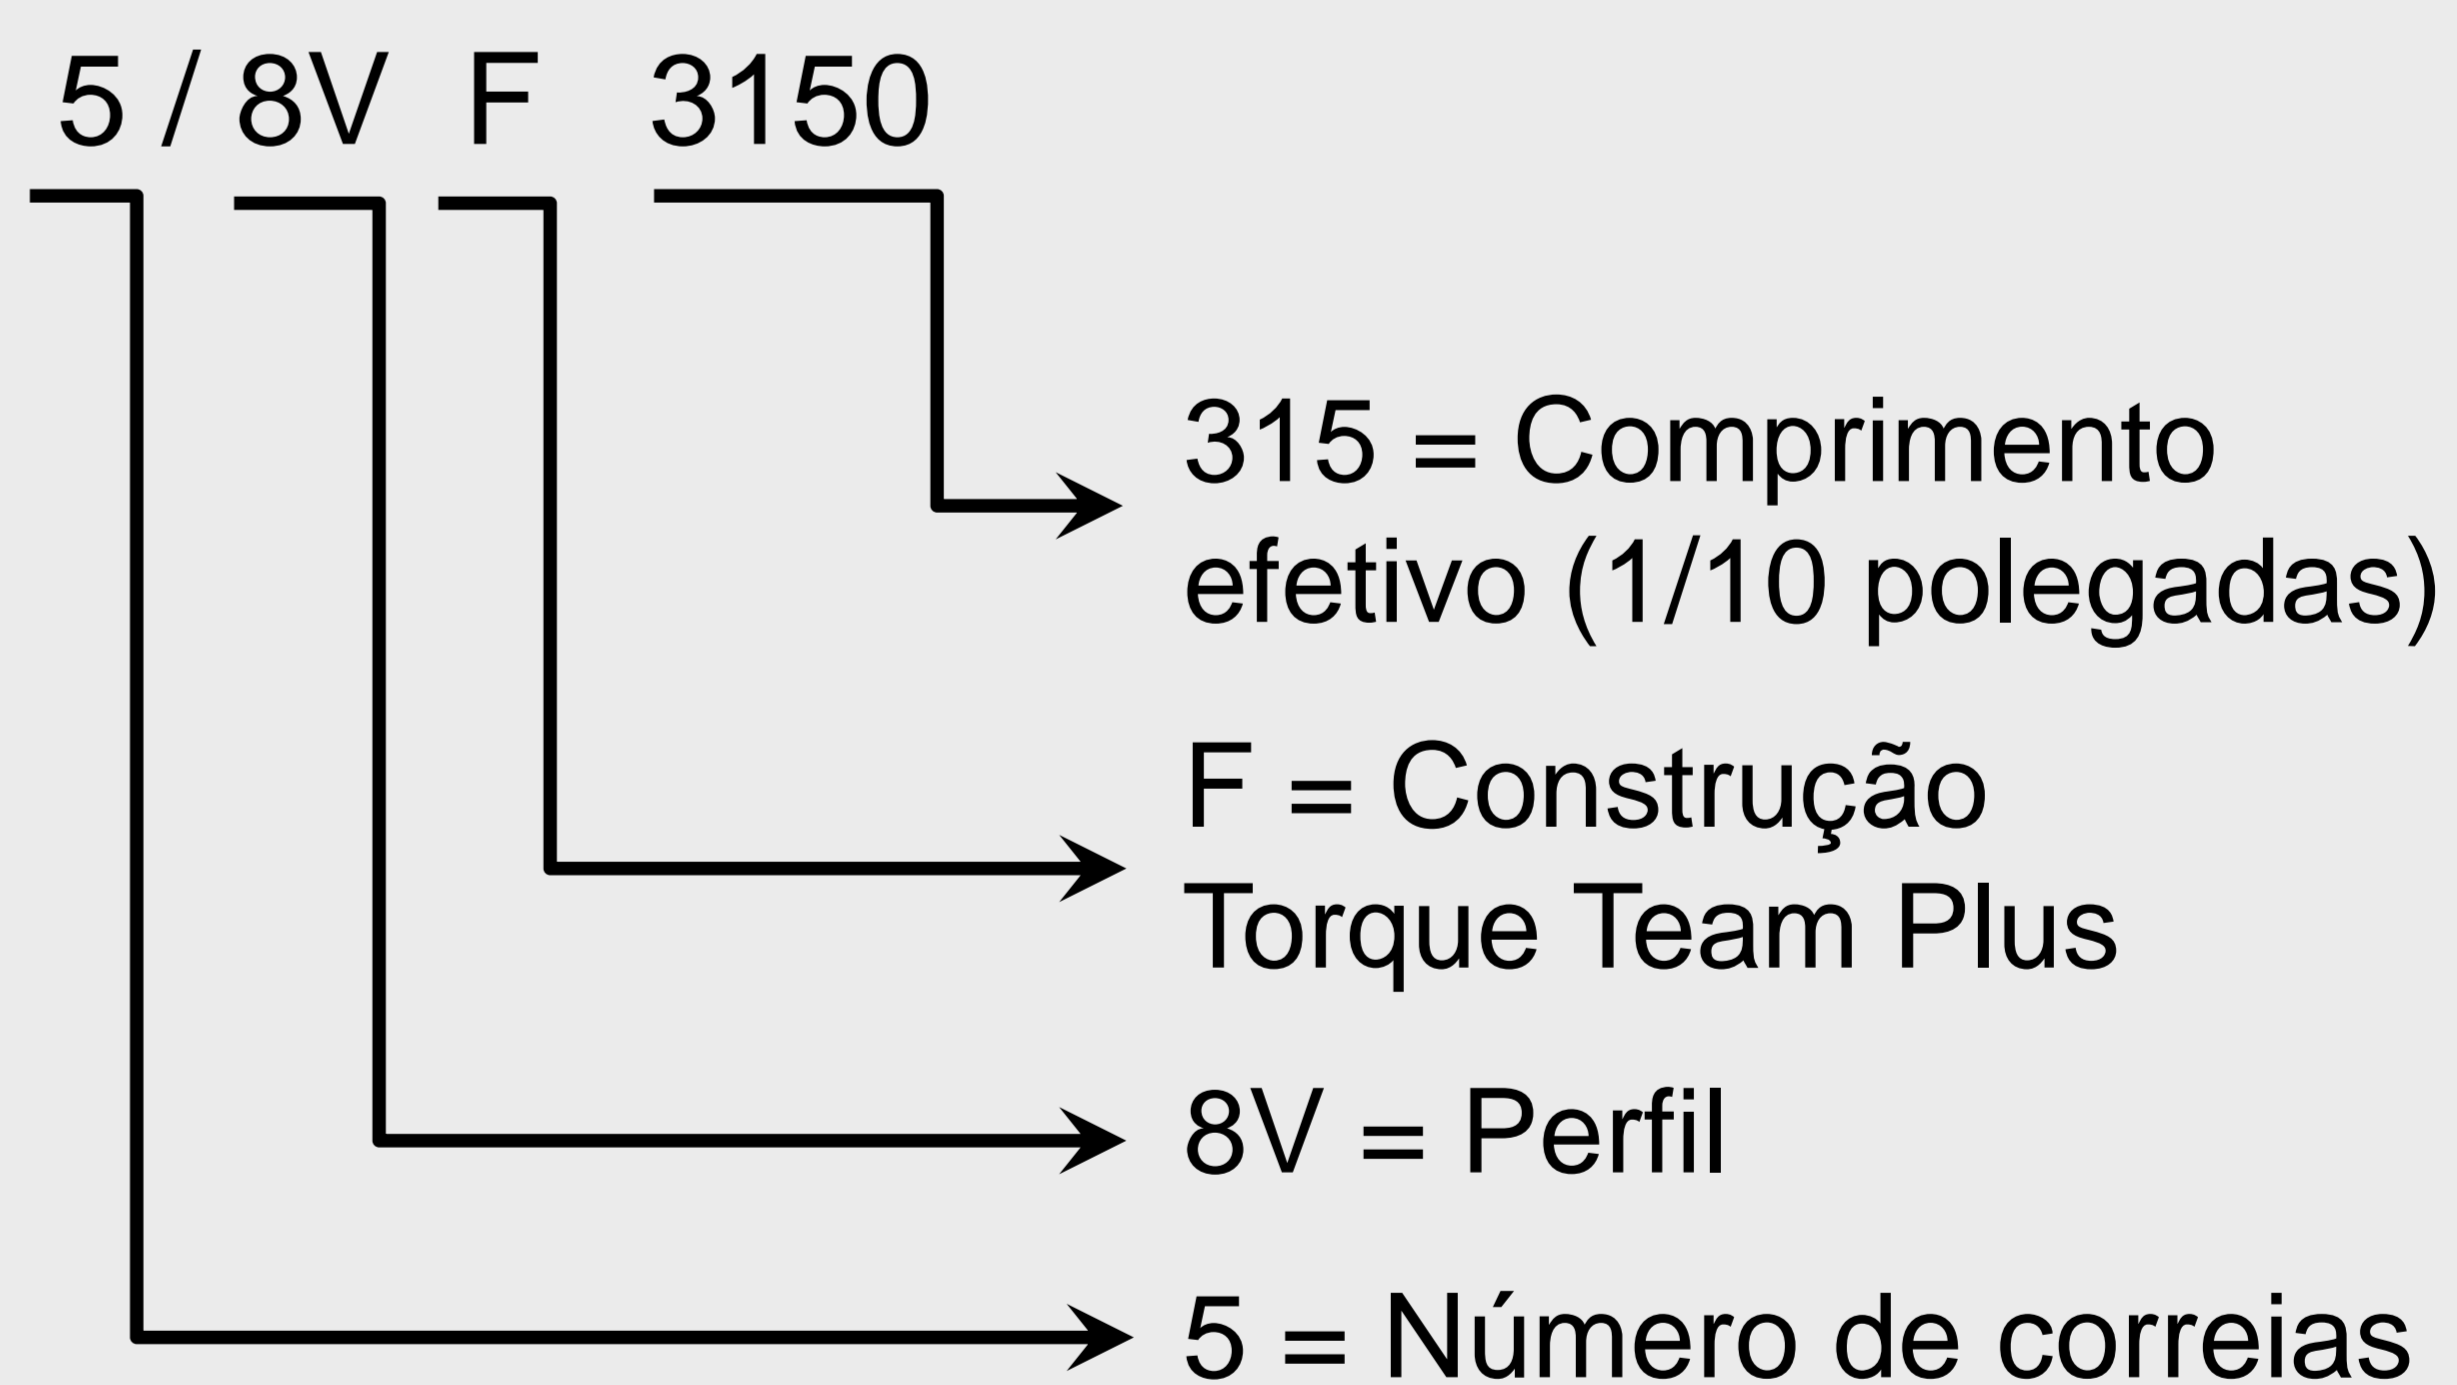 5 / 8V F 3150
315 = Comprimento
efetivo (1/10 polegadas)
F = Construção
Torque Team Plus
8V = Perfil
5 = Número de correias